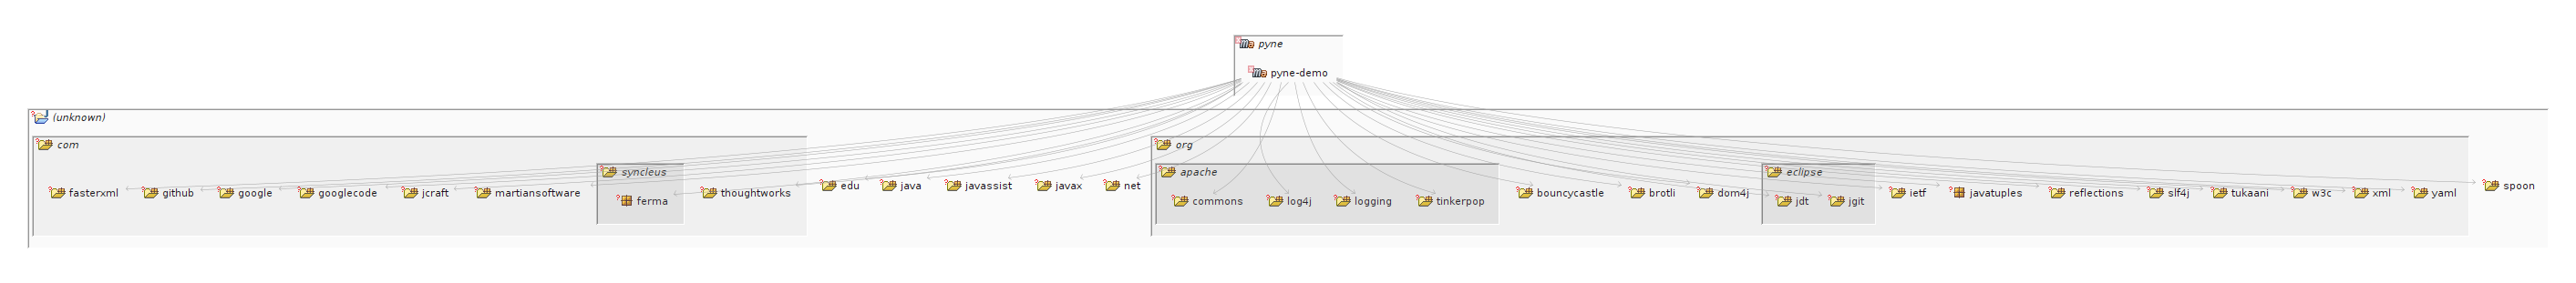 pyne
pyne-demo
(unknown)
com
org
syncleus
apache
eclipse
fasterxml
github
google
googlecode
jcraft
martiansoftware
ferma
thoughtworks
edu
java
javassist
javax
net
commons
log4j
logging
tinkerpop
bouncycastle
brotli
dom4j
jdt
jgit
ietf
javatuples
reflections
slf4j
tukaani
w3c
xml
yaml
spoon